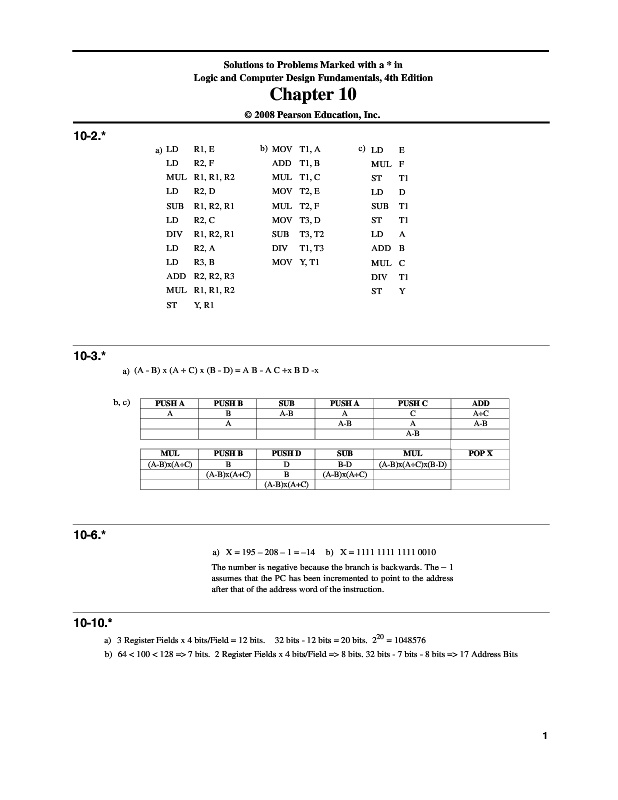 Solutions to Problems Marked with a * in
Logic and Computer Design Fundamentals, 4th Edition
Chapter 10
© 2008 Pearson Education, Inc.
10-2.*
a) LD R1, E
LD R2, F
MUL R1, R1, R2
LD R2, D
SUB R1, R2, R1
LD R2, C
DIV R1, R2, R1
LD R2, A
LD R3, B
ADD R2, R2, R3
MUL R1, R1, R2
ST Y, R1
b) MOV T1, A
ADD T1, B
MUL T1, C
MOV T2, E
MUL T2, F
MOV T3, D
SUB T3, T2
DIV T1, T3
MOV Y, T1
c) LD E
MUL F
ST T1
LD D
SUB T1
ST T1
LD A
ADD B
MUL C
DIV T1
ST Y
10-3.*
a) (A - B) x (A + C) x (B - D) = A B - A C +x B D -x
b, c)
PUSH A PUSH B SUB PUSH A PUSH C ADD
A B A-B A C A+C
A A-B A A-B
A-B
MUL PUSH B PUSH D SUB MUL POP X
(A-B)x(A+C) B D B-D (A-B)x(A+C)x(B-D)
(A-B)x(A+C) B (A-B)x(A+C)
(A-B)x(A+C)
10-6.*
a) X = 195 – 208 – 1 = –14 b) X = 1111 1111 1111 0010
The number is negative because the branch is backwards. The – 1
assumes that the PC has been incremented to point to the address
after that of the address word of the instruction.
10-10.*
a) 3 Register Fields x 4 bits/Field = 12 bits. 32 bits - 12 bits = 20 bits. 2^20 = 1048576
b) 64 < 100 < 128 => 7 bits. 2 Register Fields x 4 bits/Field => 8 bits. 32 bits - 7 bits - 8 bits => 17 Address Bits
1